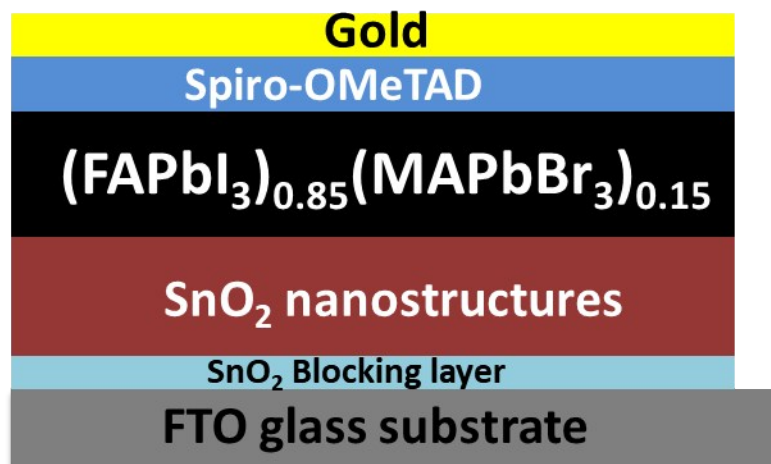 Gold
Spiro-OMeTAD
(FAPbI₃)₀.₈₅(MAPbBr₃)₀.₁₅
SnO₂ nanostructures
SnO₂ Blocking layer
FTO glass substrate